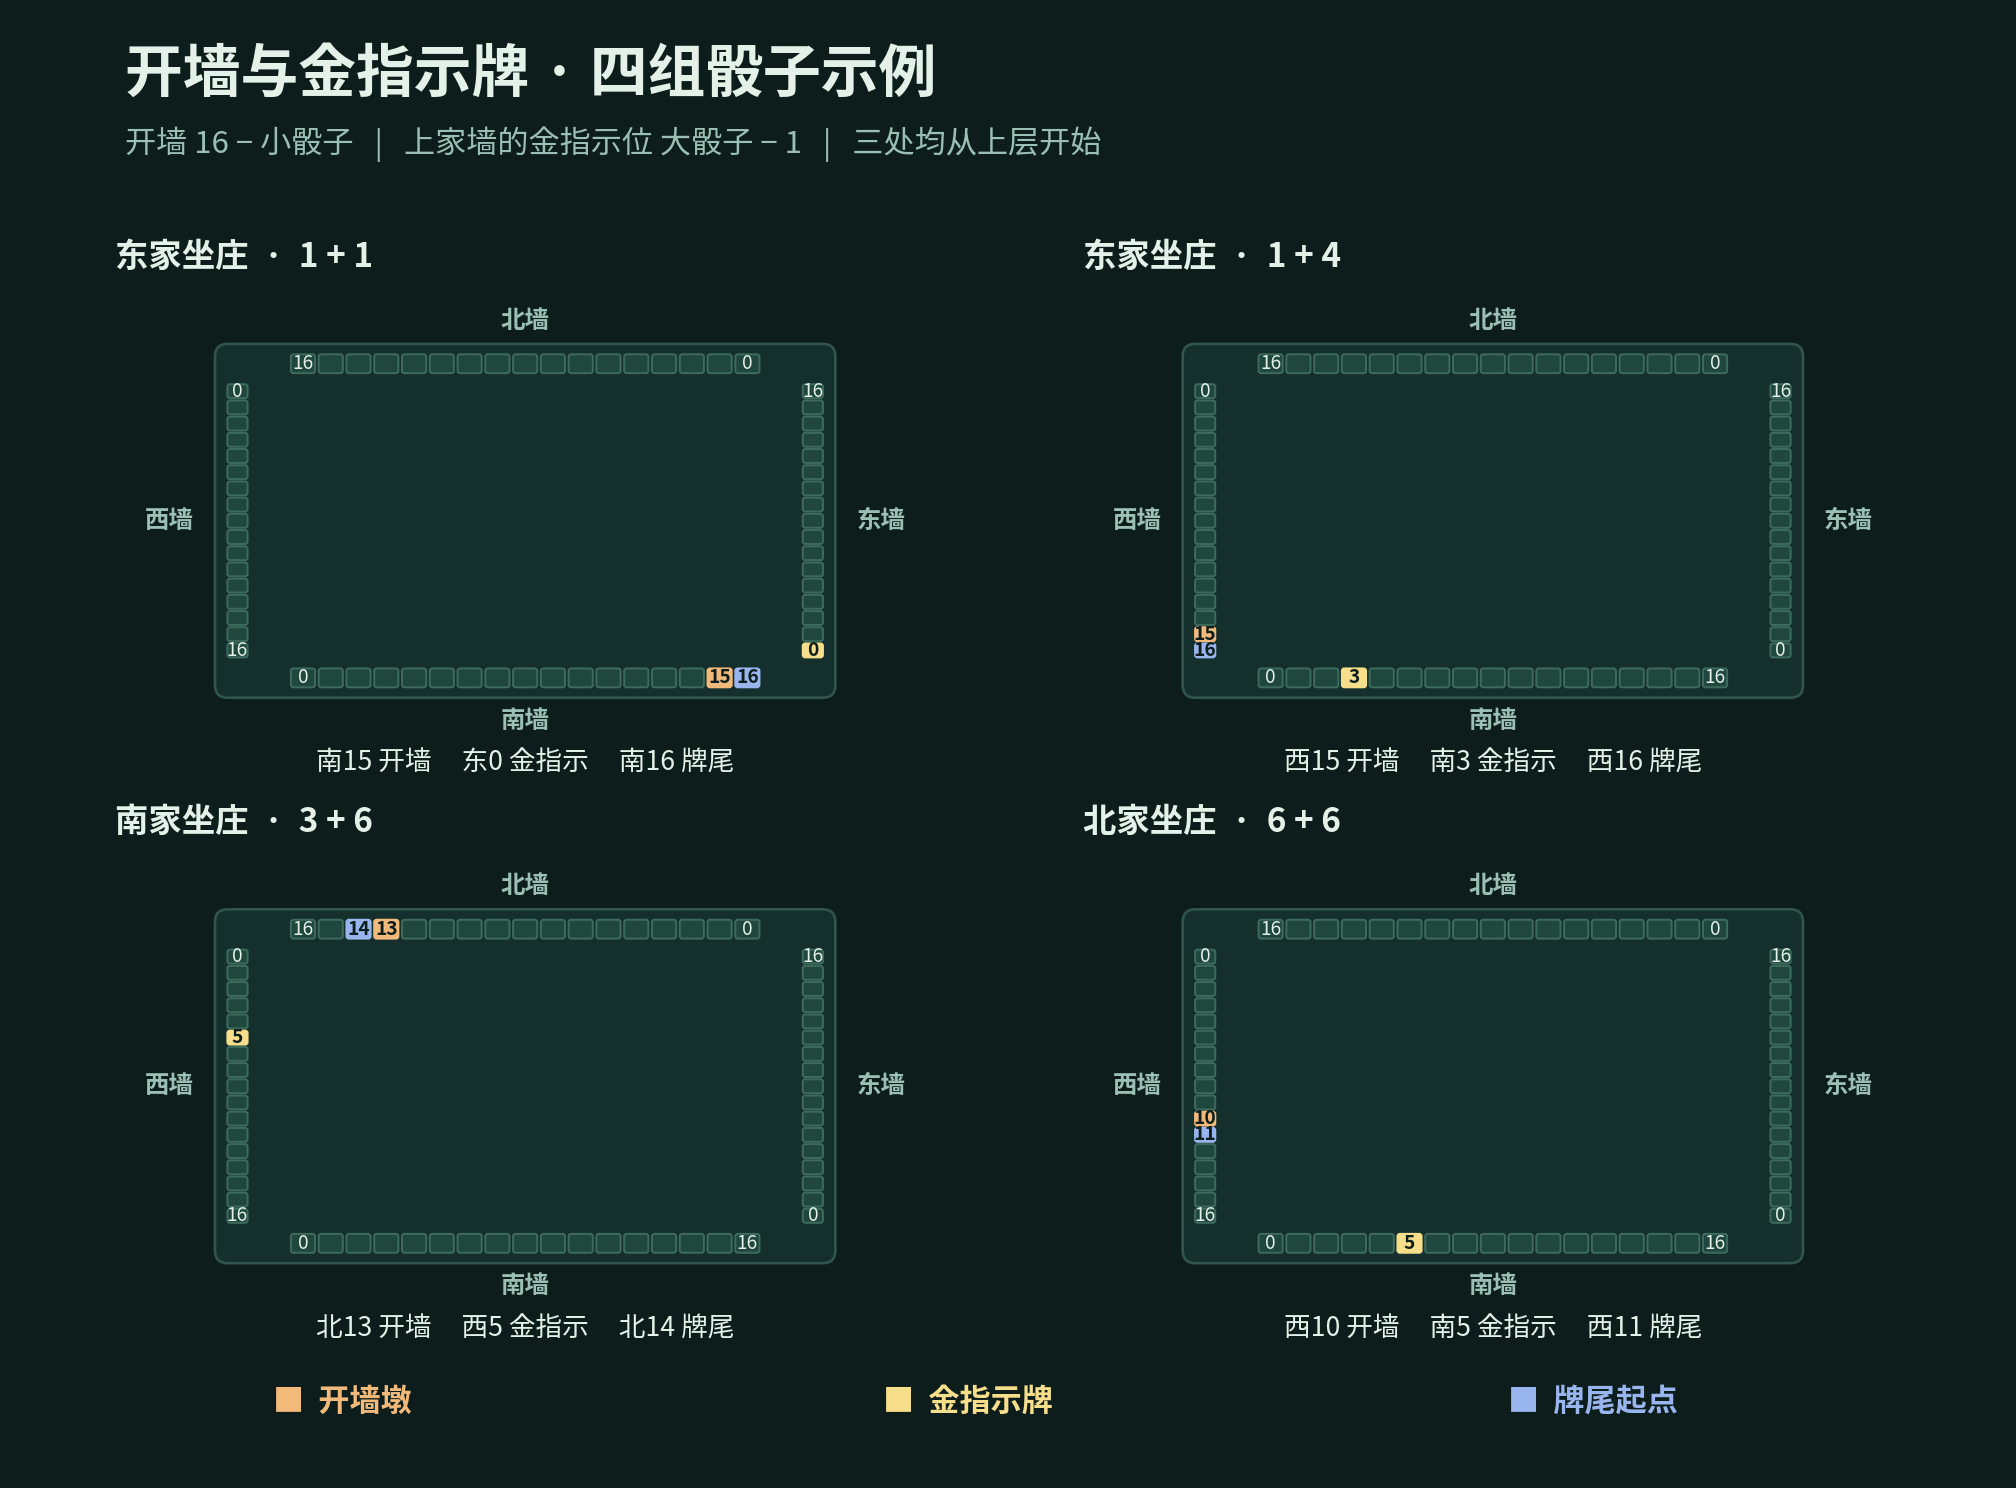 开墙与金指示牌 · 四组骰子示例
开墙 16 − 小骰子 | 上家墙的金指示位 大骰子 − 1 | 三处均从上层开始
东家坐庄 · 1 + 1
北墙
16 0
0 16
西墙 东墙
16 0
0 15 16
南墙
南15 开墙 东0 金指示 南16 牌尾
东家坐庄 · 1 + 4
北墙
16 0
0 16
西墙 东墙
15
16 0
0 3 16
南墙
西15 开墙 南3 金指示 西16 牌尾
南家坐庄 · 3 + 6
北墙
16 14 13 0
0 16
5
西墙 东墙
16 0
0 16
南墙
北13 开墙 西5 金指示 北14 牌尾
北家坐庄 · 6 + 6
北墙
16 0
0 16
西墙 东墙
10
11
16 0
0 5 16
南墙
西10 开墙 南5 金指示 西11 牌尾
开墙墩 金指示牌 牌尾起点